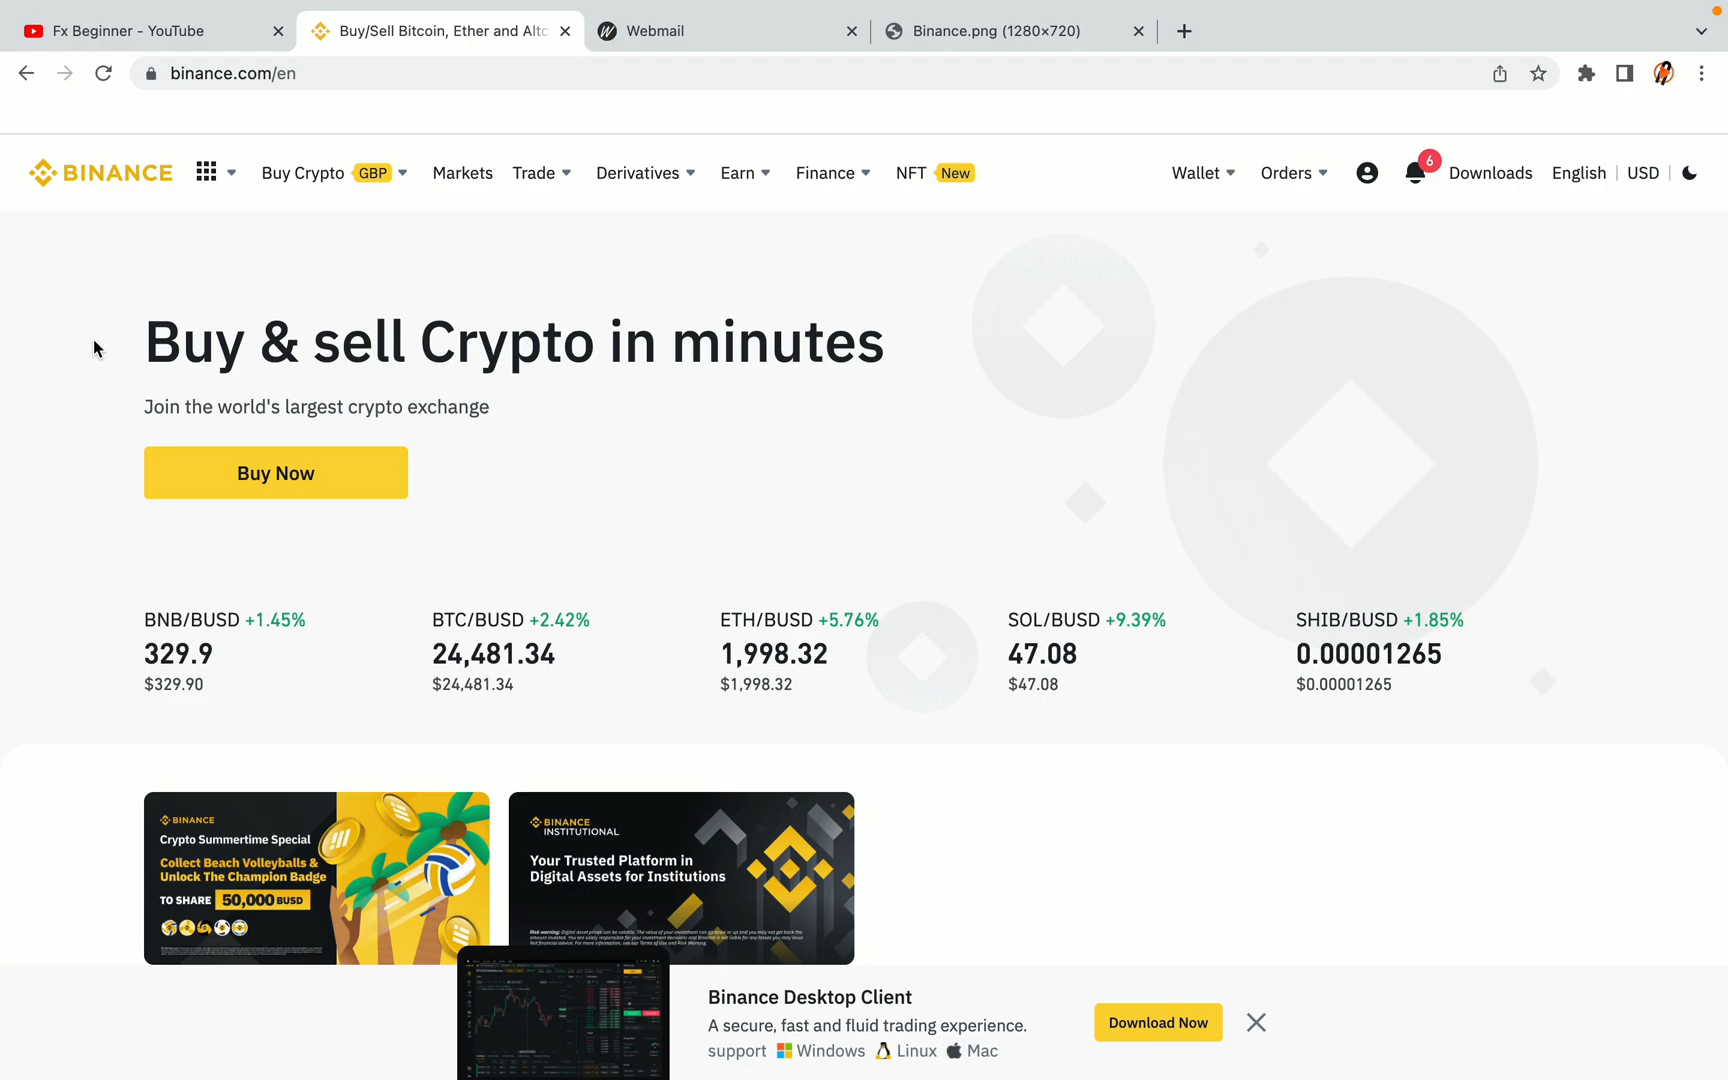 Fx Beginner - YouTube
Buy/Sell Bitcoin, Ether and Altc
Webmail
Binance.png (1280×720)
binance.com/en
BINANCE
Buy Crypto GBP
Markets
Trade
Derivatives
Earn
Finance
NFT New
Wallet
Orders
6
Downloads
English
USD
Buy & sell Crypto in minutes
Join the world's largest crypto exchange
Buy Now
BNB/BUSD +1.45%
329.9
$329.90
BTC/BUSD +2.42%
24,481.34
$24,481.34
ETH/BUSD +5.76%
1,998.32
$1,998.32
SOL/BUSD +9.39%
47.08
$47.08
SHIB/BUSD +1.85%
0.00001265
$0.00001265
BINANCE
Crypto Summertime Special
Collect Beach Volleyballs &
Unlock The Champion Badge
TO SHARE 50,000 BUSD
BINANCE
INSTITUTIONAL
Your Trusted Platform in
Digital Assets for Institutions
Binance Desktop Client
A secure, fast and fluid trading experience.
support Windows Linux Mac
Download Now